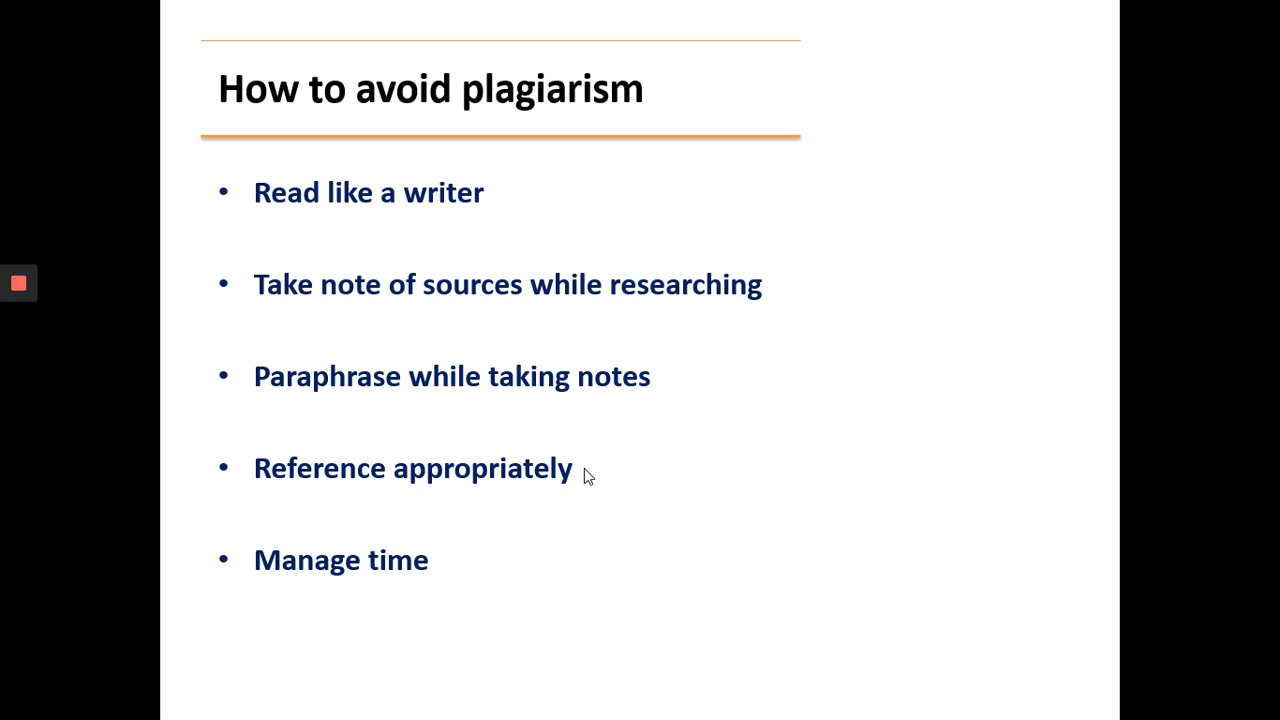 How to avoid plagiarism
• Read like a writer
• Take note of sources while researching
• Paraphrase while taking notes
• Reference appropriately
• Manage time